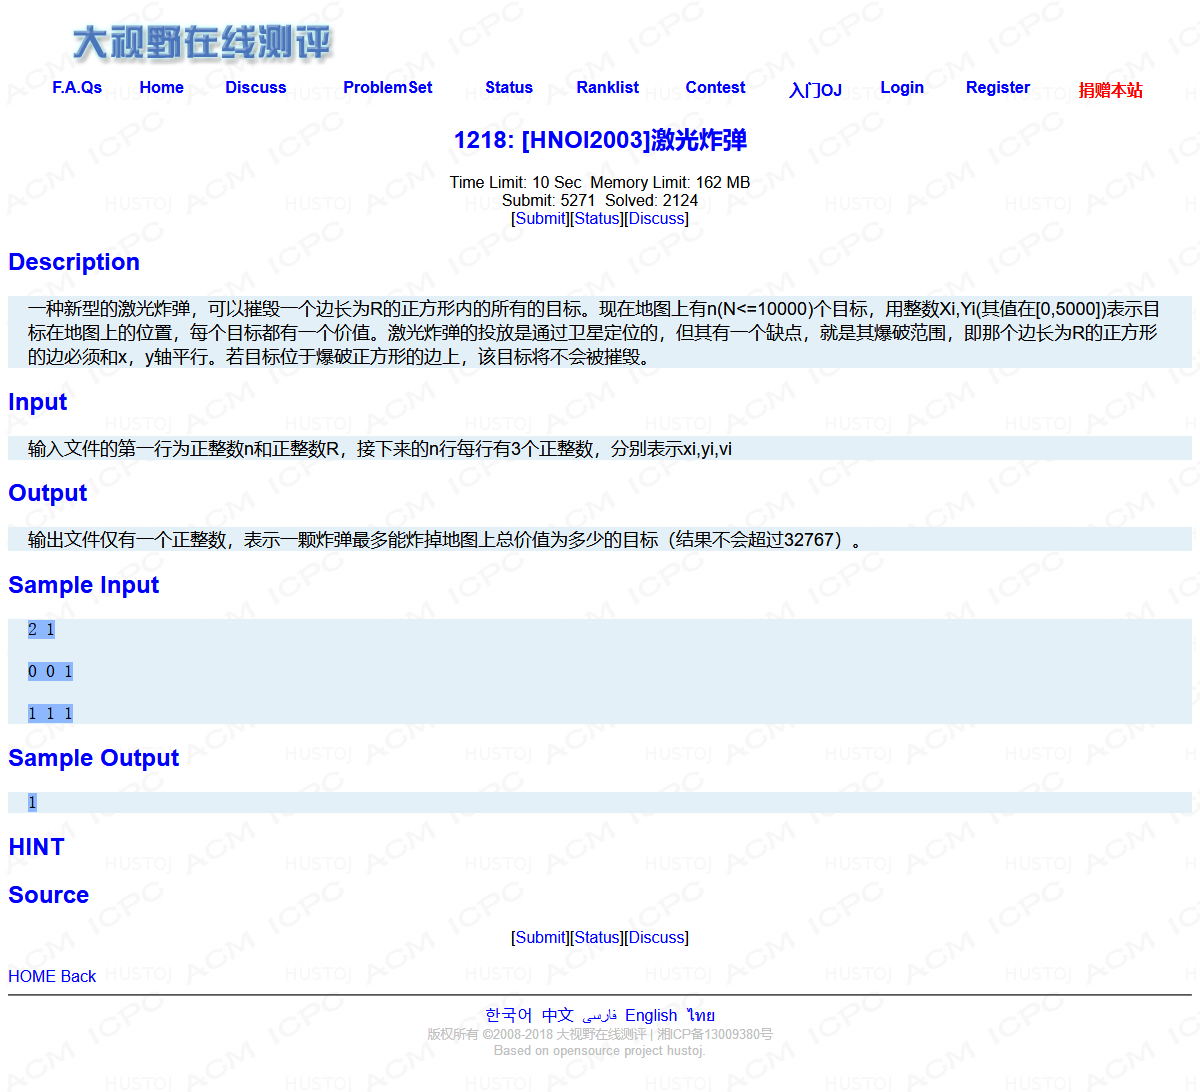 大视野在线测评
F.A.Qs Home Discuss ProblemSet Status Ranklist Contest 入门OJ Login Register 捐赠本站
1218: [HNOI2003]激光炸弹
Time Limit: 10 Sec  Memory Limit: 162 MB
Submit: 5271  Solved: 2124
[Submit][Status][Discuss]
Description
一种新型的激光炸弹，可以摧毁一个边长为R的正方形内的所有的目标。现在地图上有n(N<=10000)个目标，用整数Xi,Yi(其值在[0,5000])表示目
标在地图上的位置，每个目标都有一个价值。激光炸弹的投放是通过卫星定位的，但其有一个缺点，就是其爆破范围，即那个边长为R的正方形
的边必须和x，y轴平行。若目标位于爆破正方形的边上，该目标将不会被摧毁。
Input
输入文件的第一行为正整数n和正整数R，接下来的n行每行有3个正整数，分别表示xi,yi,vi
Output
输出文件仅有一个正整数，表示一颗炸弹最多能炸掉地图上总价值为多少的目标（结果不会超过32767）。
Sample Input
2 1
0 0 1
1 1 1
Sample Output
1
HINT
Source
[Submit][Status][Discuss]
HOME Back
한국어 中文 فارسی English ไทย
版权所有 ©2008-2018 大视野在线测评 | 湘ICP备13009380号
Based on opensource project hustoj.